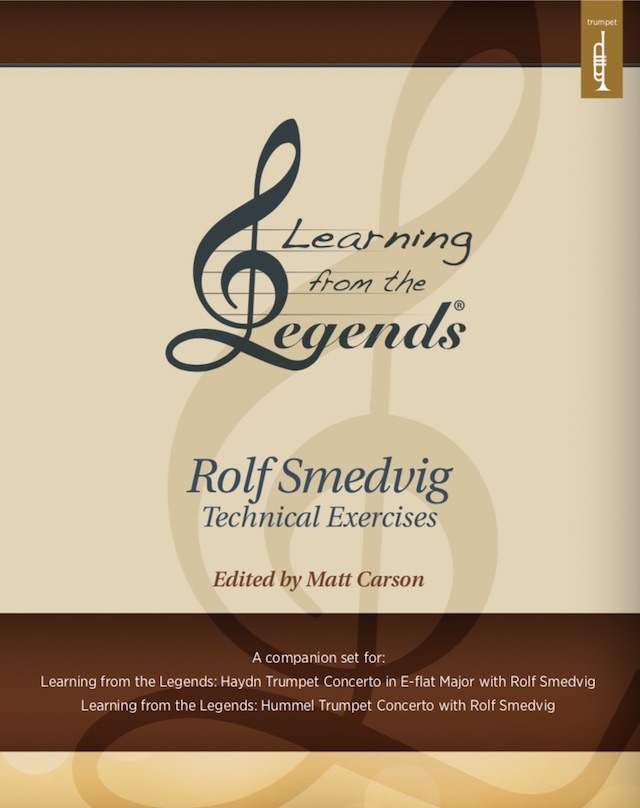 trumpet
Learning
from the
Legends®
Rolf Smedvig
Technical Exercises
Edited by Matt Carson
A companion set for:
Learning from the Legends: Haydn Trumpet Concerto in E-flat Major with Rolf Smedvig
Learning from the Legends: Hummel Trumpet Concerto with Rolf Smedvig